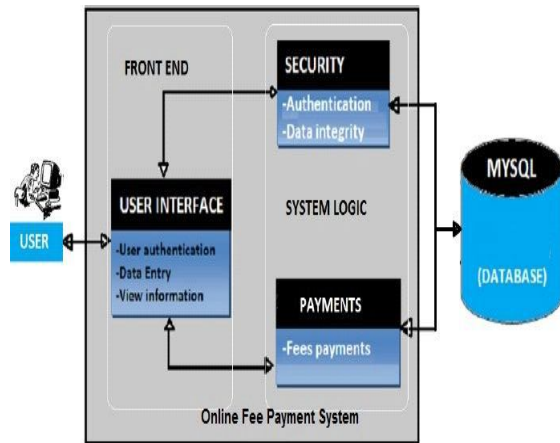 FRONT END
SECURITY
-Authentication
-Data integrity
MYSQL
(DATABASE)
USER
USER INTERFACE
-User authentication
-Data Entry
-View information
SYSTEM LOGIC
PAYMENTS
-Fees payments
Online Fee Payment System